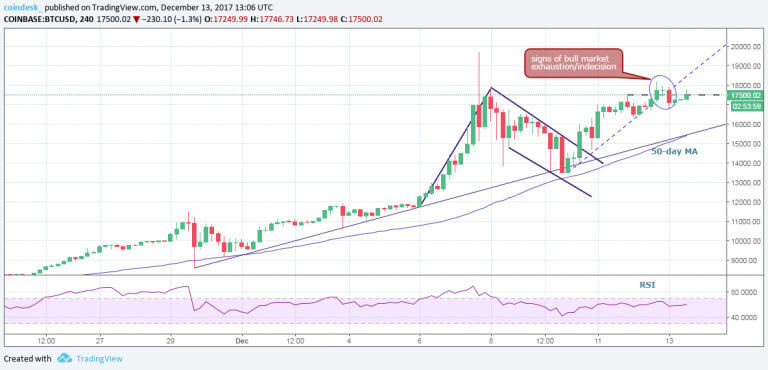 coindesk_ published on TradingView.com, December 13, 2017 13:06 UTC
COINBASE:BTCUSD, 240 17500.02 ▼ −230.10 (−1.3%) O:17249.99 H:17746.73 L:17249.98 C:17500.02
signs of bull market
exhaustion/indecision
20000.00
19000.00
18000.00
17500.02
02:53:59
16000.00
50-day MA
15000.00
14000.00
13000.00
12000.00
11000.00
10000.00
9000.00
RSI
80.0000
40.0000
12:00 27 29 Dec 12:00 4 6 8 12:00 11 13
Created with TradingView